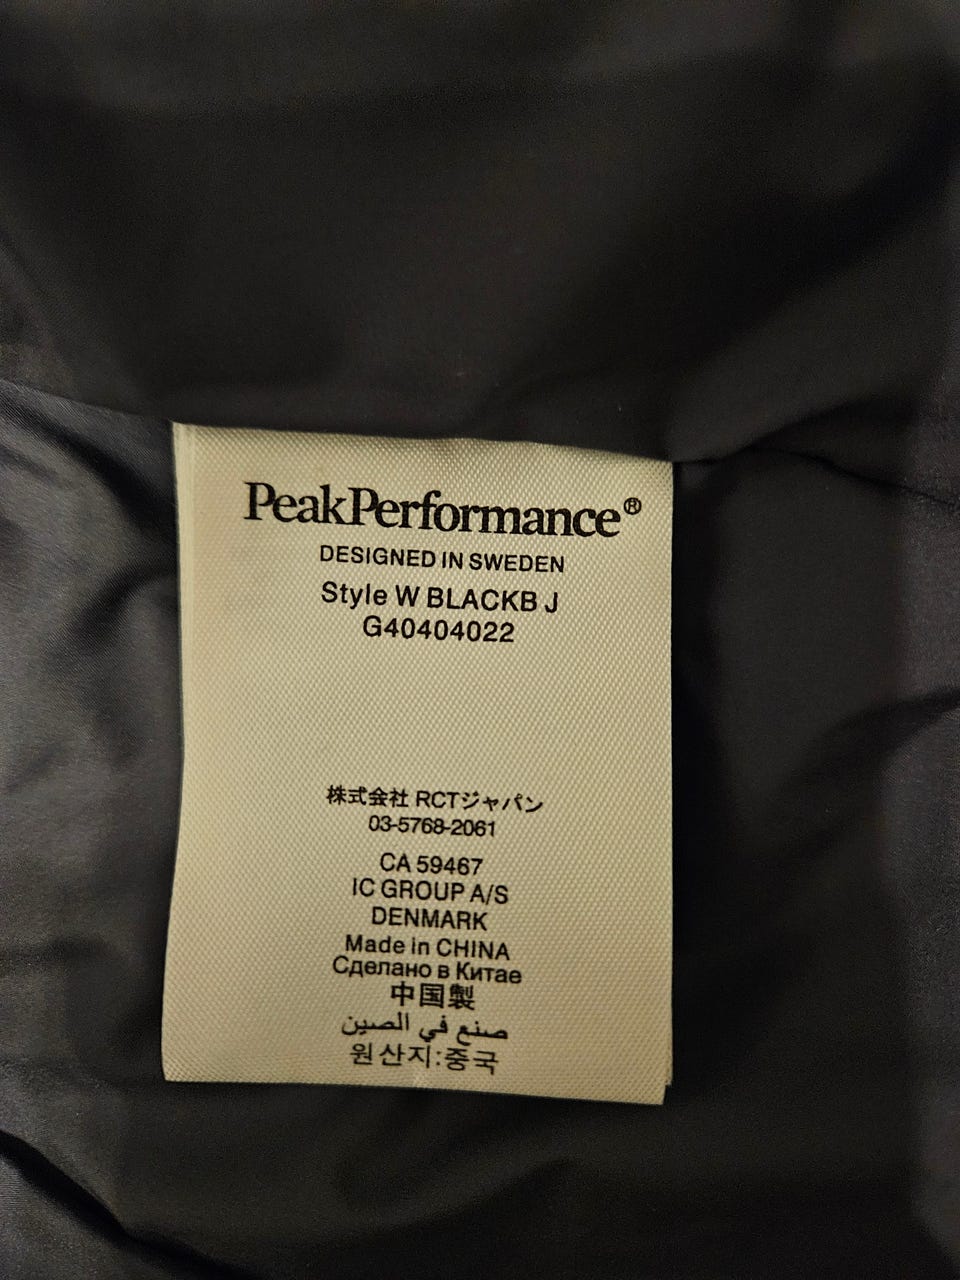 PeakPerformance®
DESIGNED IN SWEDEN
Style W BLACKB J
G40404022
株式会社 RCTジャパン
03-5768-2061
CA 59467
IC GROUP A/S
DENMARK
Made in CHINA
Сделано в Китае
中国製
صنع في الصين
원산지:중국